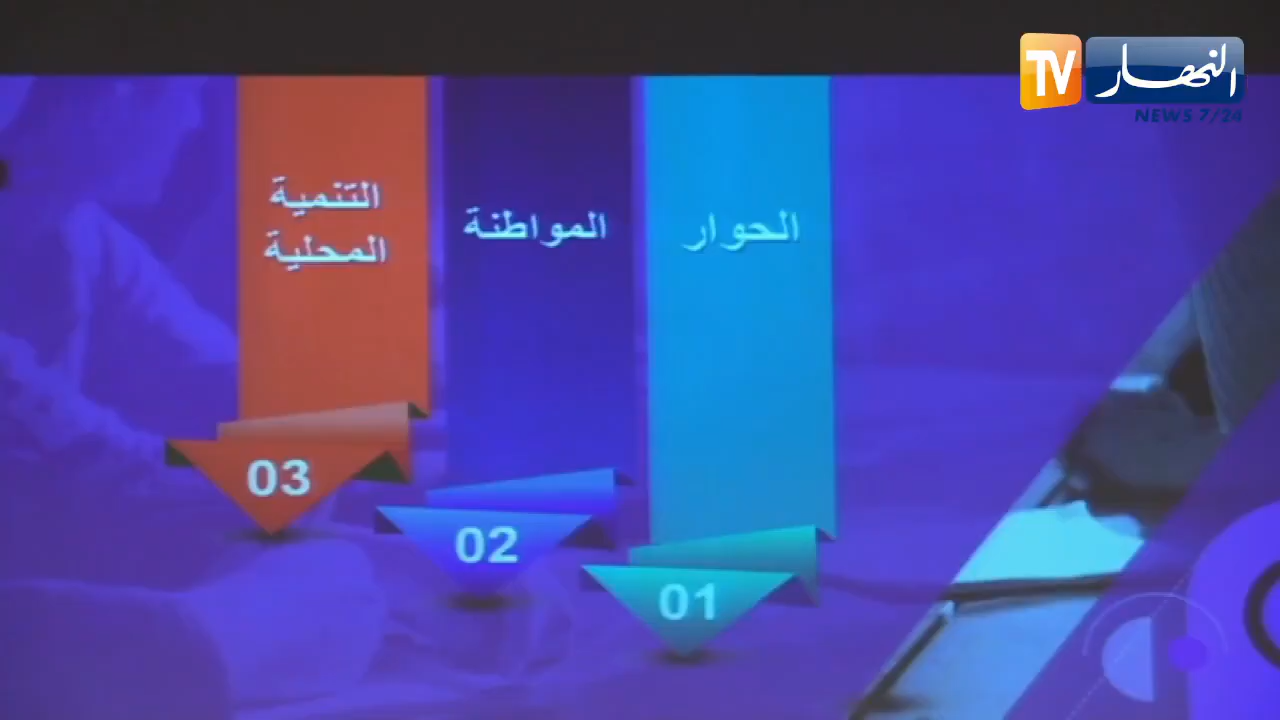 النهار TV
NEWS 7/24
الحوار
01
المواطنة
02
التنمية
المحلية
03